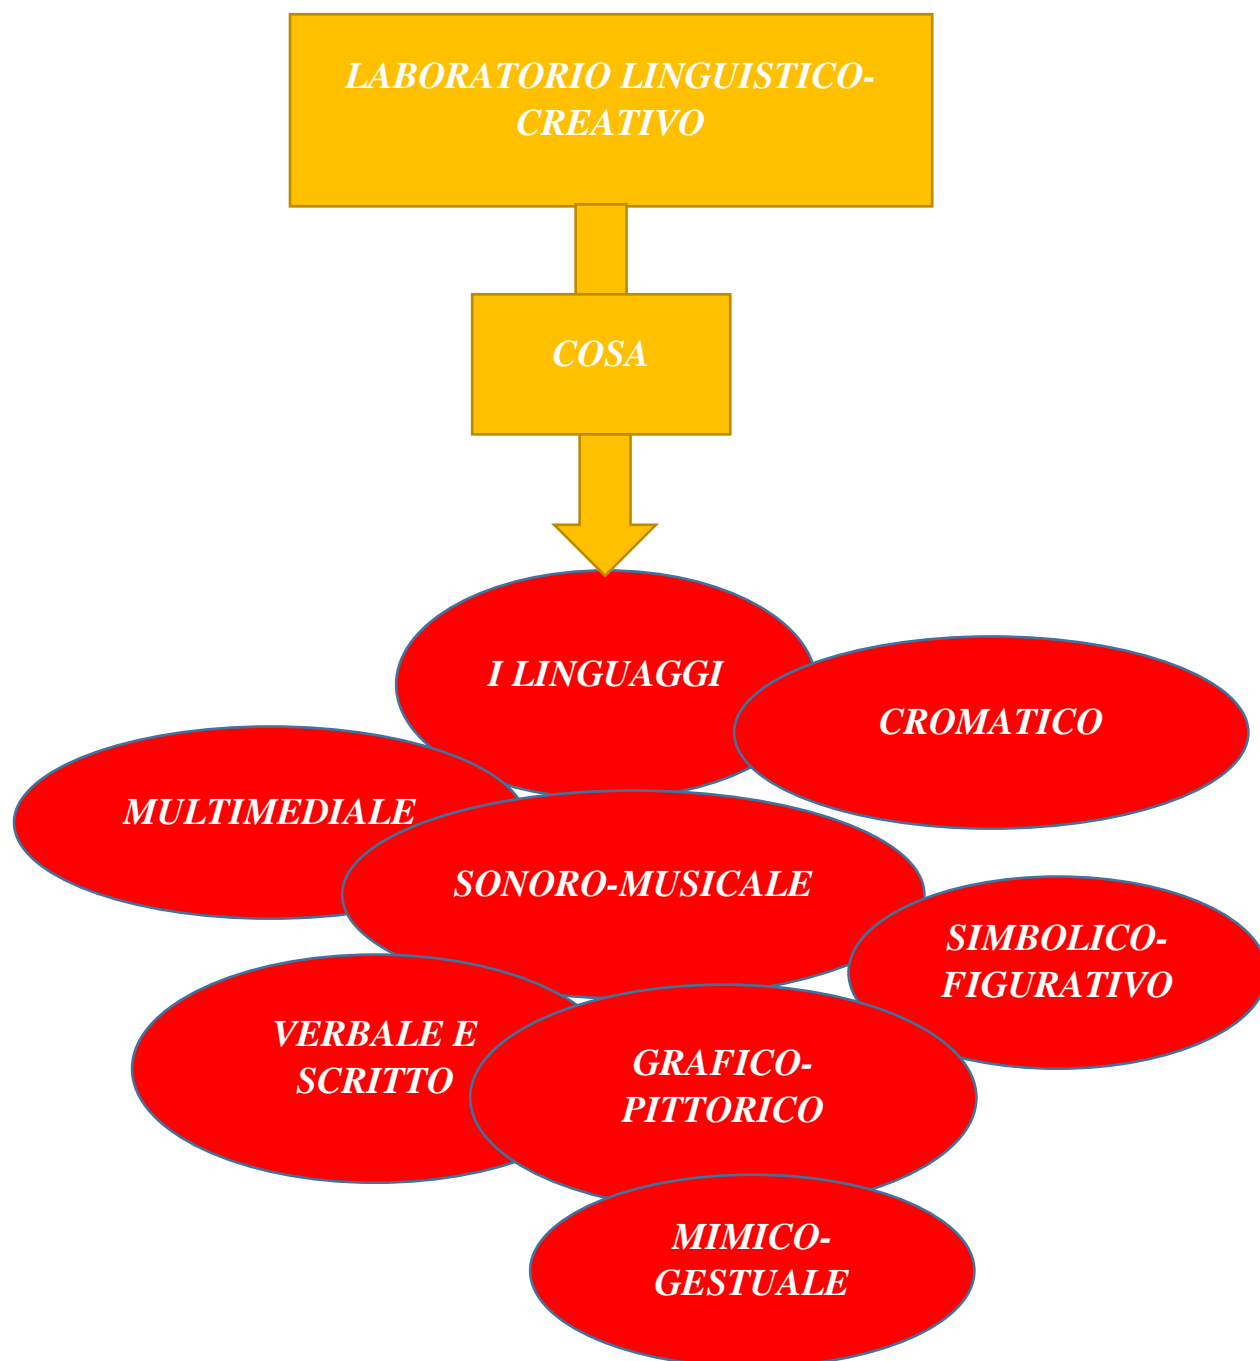 LABORATORIO LINGUISTICO-
CREATIVO
COSA
I LINGUAGGI
CROMATICO
MULTIMEDIALE
SONORO-MUSICALE
SIMBOLICO-
FIGURATIVO
VERBALE E
SCRITTO
GRAFICO-
PITTORICO
MIMICO-
GESTUALE